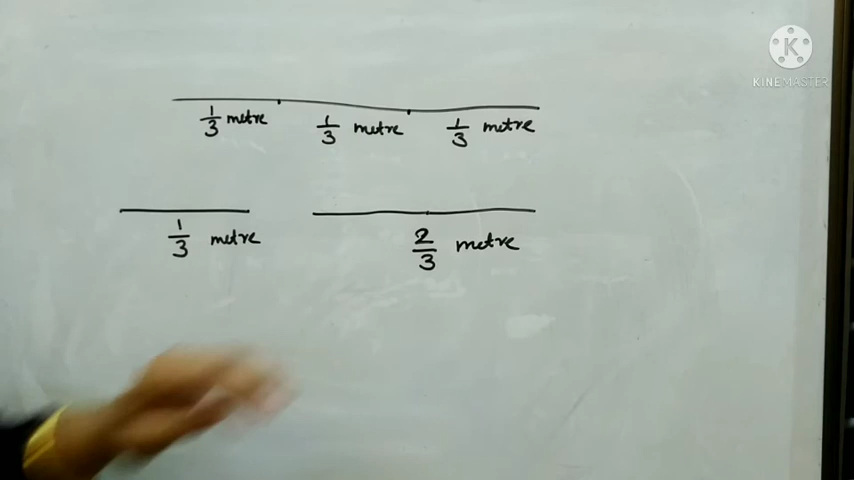 K
KINEMASTER
1/3 metre 1/3 metre 1/3 metre
1/3 metre 2/3 metre